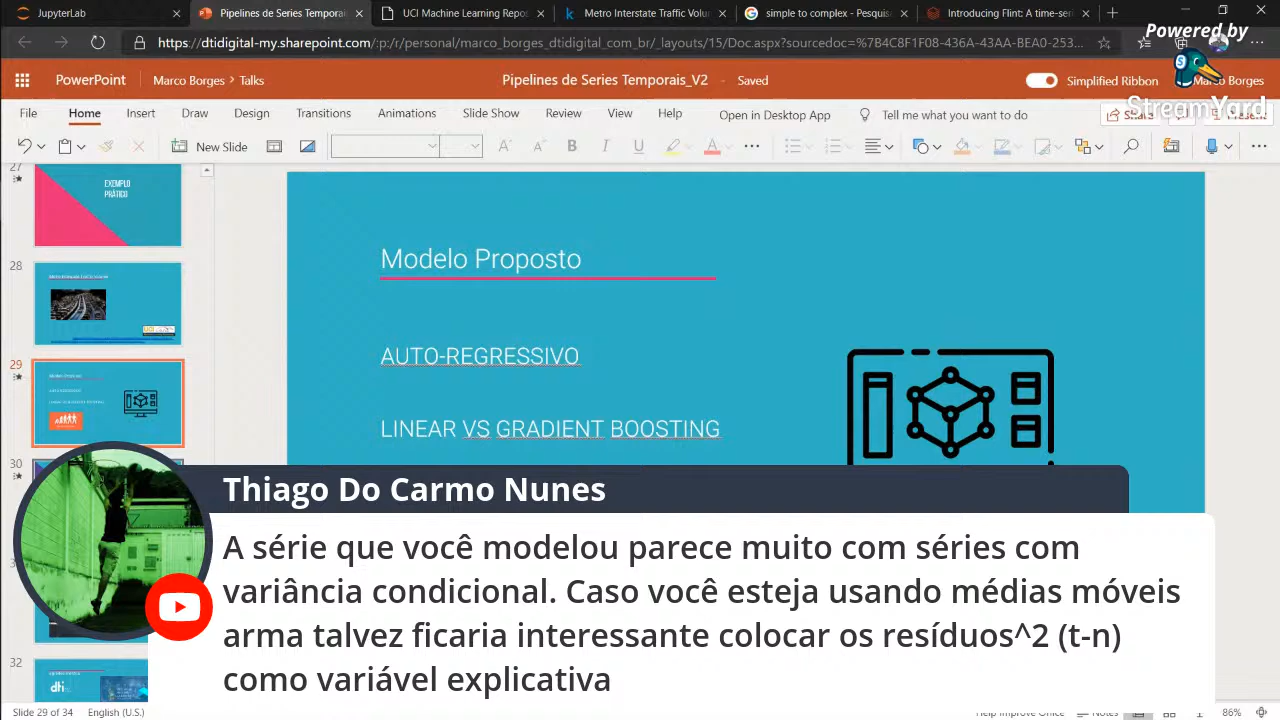 JupyterLab
Pipelines de Series Temporai
UCI Machine Learning Repo
Metro Interstate Traffic Volum
simple to complex - Pesquis
Introducing Flint: A time-seri
Powered by
https://dtidigital-my.sharepoint.com/:p:/r/personal/marco_borges_dtidigital_com_br/_layouts/15/Doc.aspx?sourcedoc=%7B4C8F1F08-436A-43AA-BEA0-253...
PowerPoint
Marco Borges > Talks
Pipelines de Series Temporais_V2 - Saved
Simplified Ribbon
Marco Borges
StreamYard
File Home Insert Draw Design Transitions Animations Slide Show Review View Help Open in Desktop App Tell me what you want to do
New Slide
27
EXEMPLO
PRÁTICO
28
29
30
32
dti
Modelo Proposto
AUTO-REGRESSIVO
LINEAR VS GRADIENT BOOSTING
Thiago Do Carmo Nunes
A série que você modelou parece muito com séries com
variância condicional. Caso você esteja usando médias móveis
arma talvez ficaria interessante colocar os resíduos^2 (t-n)
como variável explicativa
Slide 29 of 34 English (U.S.)
Help Improve Office Notes 86%